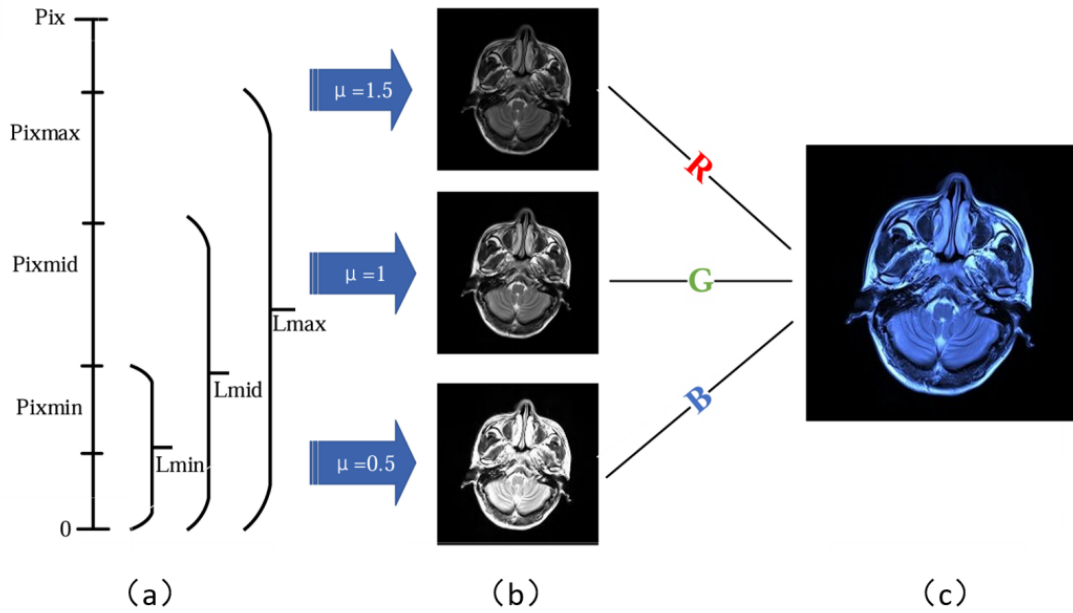 Pix
Pixmax
Pixmid
Pixmin
0
Lmax
Lmid
Lmin
μ=1.5
μ=1
μ=0.5
R
G
B
（a）
（b）
（c）